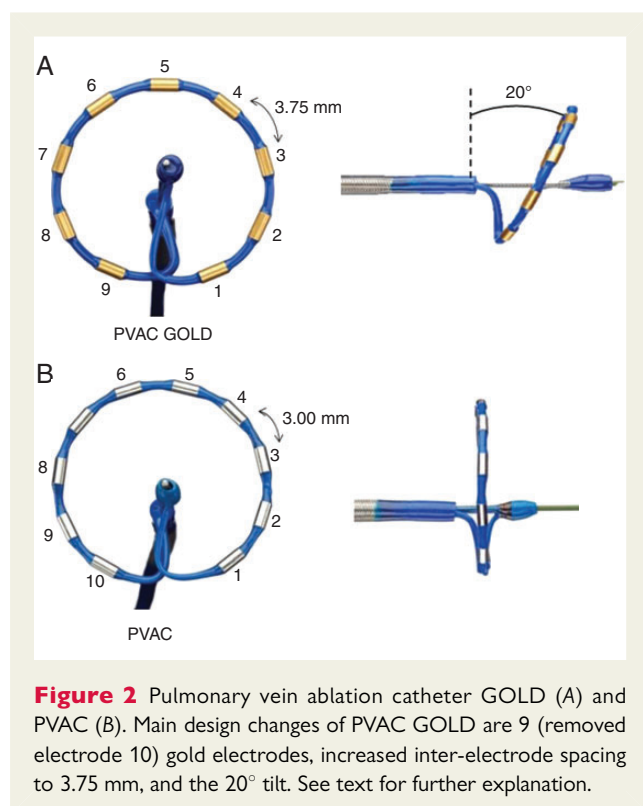 A
5
6
4
3.75 mm
7
3
8
2
9
1
PVAC GOLD
20°
B
6
5
4
3.00 mm
3
8
2
9
10
1
PVAC
Figure 2 Pulmonary vein ablation catheter GOLD (A) and
PVAC (B). Main design changes of PVAC GOLD are 9 (removed
electrode 10) gold electrodes, increased inter-electrode spacing
to 3.75 mm, and the 20° tilt. See text for further explanation.